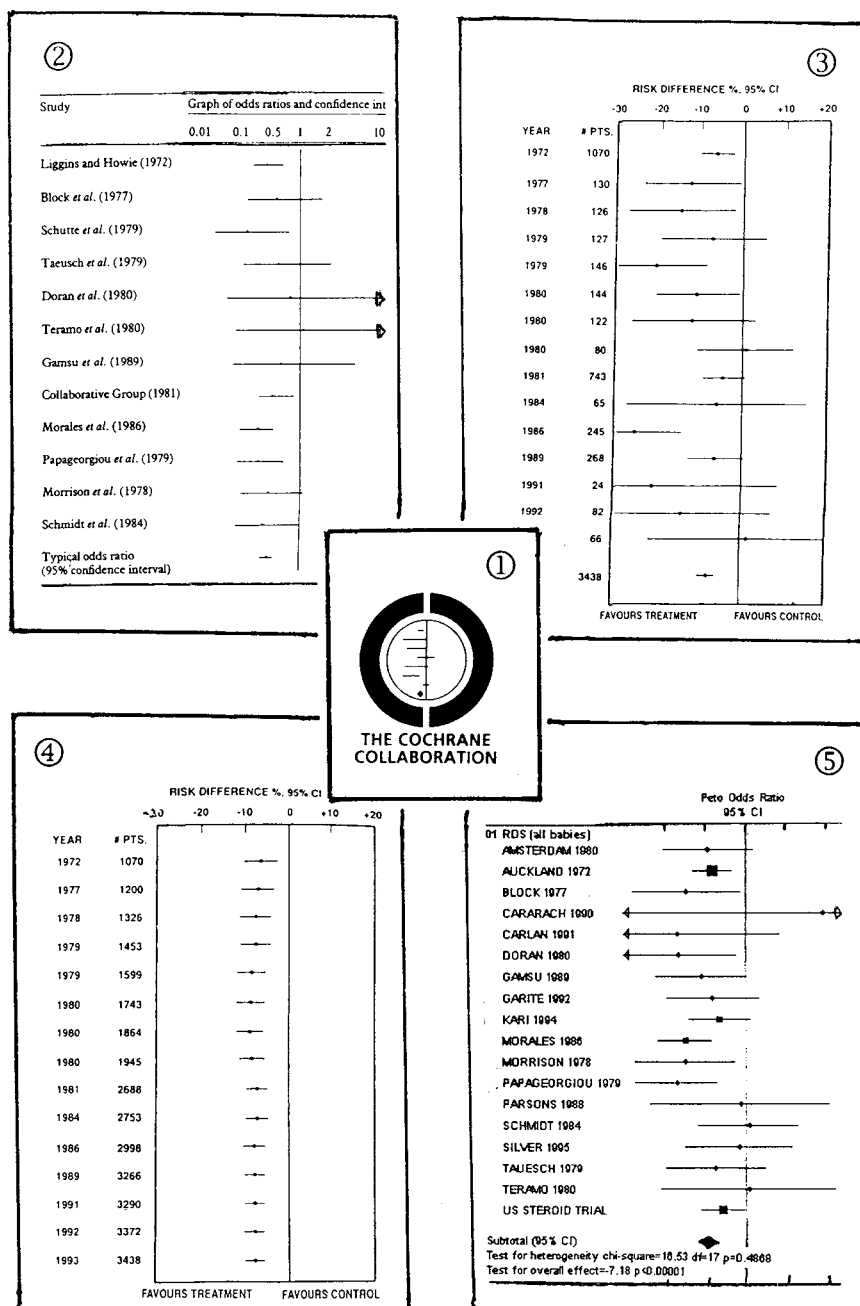 ②
Study Graph of odds ratios and confidence int
0.01 0.1 0.5 1 2 10
Liggins and Howie (1972)
Block et al. (1977)
Schutte et al. (1979)
Taeusch et al. (1979)
Doran et al. (1980)
Teramo et al. (1980)
Gamsu et al. (1989)
Collaborative Group (1981)
Morales et al. (1986)
Papageorgiou et al. (1979)
Morrison et al. (1978)
Schmidt et al. (1984)
Typical odds ratio
(95% confidence interval)
③
RISK DIFFERENCE %, 95% CI
-30 -20 -10 0 +10 +20
YEAR # PTS.
1972 1070
1977 130
1978 126
1979 127
1979 146
1980 144
1980 122
1980 80
1981 743
1984 65
1986 245
1989 268
1991 24
1992 82
66
3438
FAVOURS TREATMENT FAVOURS CONTROL
①
THE COCHRANE
COLLABORATION
④
RISK DIFFERENCE %, 95% CI
-30 -20 -10 0 +10 +20
YEAR # PTS.
1972 1070
1977 1200
1978 1326
1979 1453
1979 1599
1980 1743
1980 1864
1980 1945
1981 2688
1984 2753
1986 2998
1989 3266
1991 3290
1992 3372
1993 3438
FAVOURS TREATMENT FAVOURS CONTROL
⑤
Peto Odds Ratio
95% CI
01 RDS (all babies)
AMSTERDAM 1980
AUCKLAND 1972
BLOCK 1977
CARARACH 1990
CARLAN 1991
DORAN 1980
GAMSU 1989
GARITE 1992
KARI 1994
MORALES 1986
MORRISON 1978
PAPAGEORGIOU 1979
PARSONS 1988
SCHMIDT 1984
SILVER 1995
TAUESCH 1979
TERAMO 1980
US STEROID TRIAL
Subtotal (95% CI)
Test for heterogeneity chi-square=16.53 df=17 p=0.4868
Test for overall effect=-7.18 p<0.00001